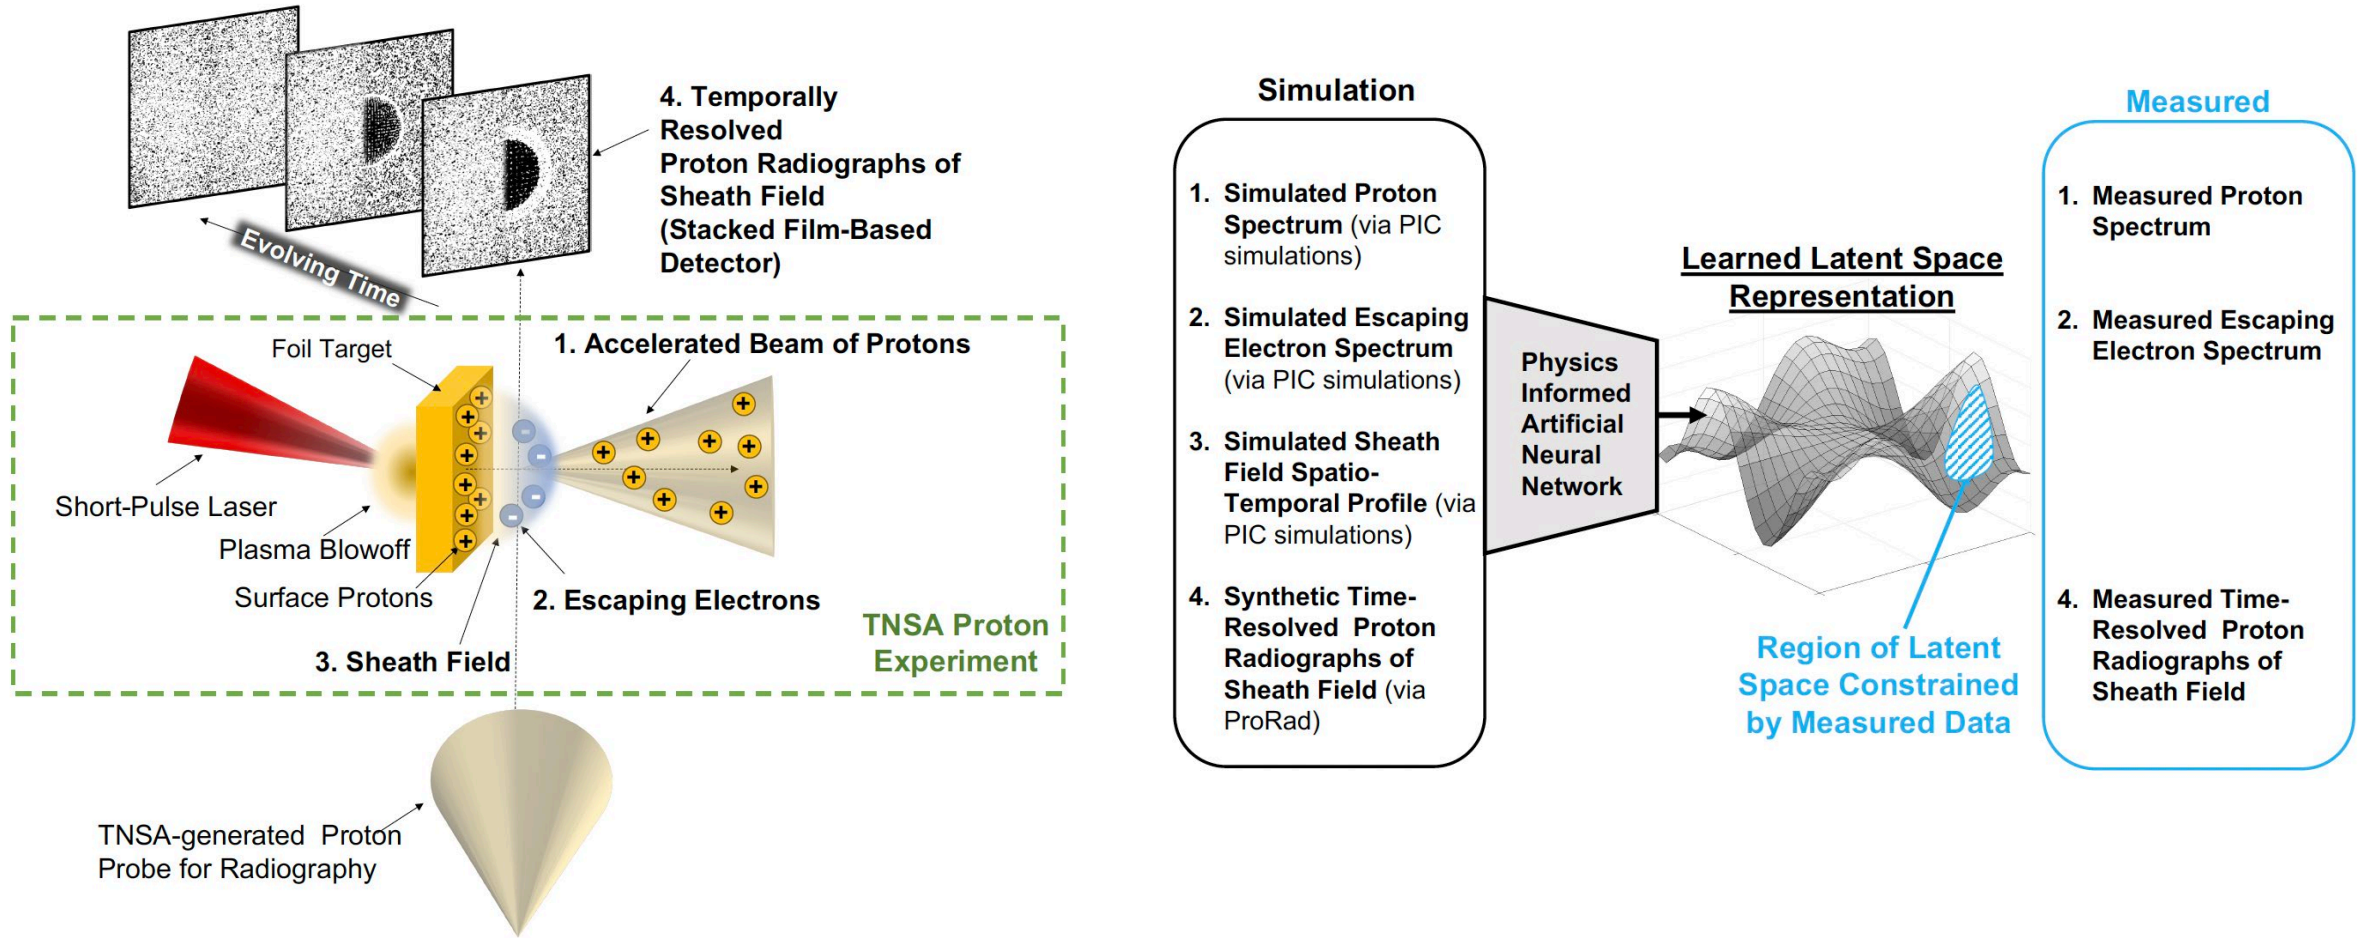 4. Temporally
Resolved
Proton Radiographs of
Sheath Field
(Stacked Film-Based
Detector)
Evolving Time
Foil Target
1. Accelerated Beam of Protons
Short-Pulse Laser
Plasma Blowoff
Surface Protons
2. Escaping Electrons
3. Sheath Field
TNSA Proton
Experiment
TNSA-generated Proton
Probe for Radiography
Simulation
1. Simulated Proton
Spectrum (via PIC
simulations)
2. Simulated Escaping
Electron Spectrum
(via PIC simulations)
3. Simulated Sheath
Field Spatio-
Temporal Profile (via
PIC simulations)
4. Synthetic Time-
Resolved Proton
Radiographs of
Sheath Field (via
ProRad)
Physics
Informed
Artificial
Neural
Network
Learned Latent Space
Representation
Region of Latent
Space Constrained
by Measured Data
Measured
1. Measured Proton
Spectrum
2. Measured Escaping
Electron Spectrum
4. Measured Time-
Resolved Proton
Radiographs of
Sheath Field